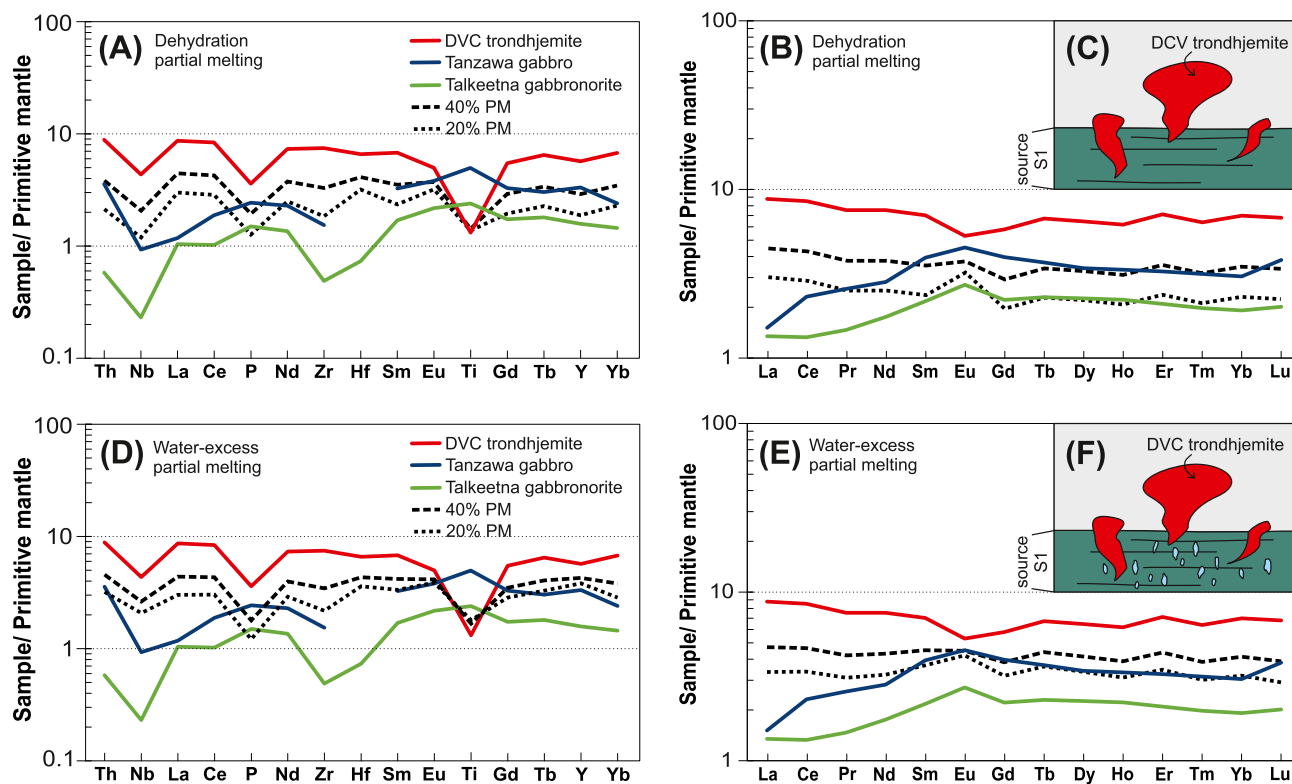 (A) Dehydration
partial melting
DVC trondhjemite
Tanzawa gabbro
Talkeetna gabbronorite
40% PM
20% PM
Sample/ Primitive mantle
100
10
1
0.1
Th Nb La Ce P Nd Zr Hf Sm Eu Ti Gd Tb Y Yb
(B) Dehydration
partial melting
Sample/ Primitive mantle
100
10
1
La Ce Pr Nd Sm Eu Gd Tb Dy Ho Er Tm Yb Lu
(C)
DCV trondhjemite
source
S1
(D) Water-excess
partial melting
DVC trondhjemite
Tanzawa gabbro
Talkeetna gabbronorite
40% PM
20% PM
Sample/ Primitive mantle
100
10
1
0.1
Th Nb La Ce P Nd Zr Hf Sm Eu Ti Gd Tb Y Yb
(E) Water-excess
partial melting
Sample/ Primitive mantle
100
10
1
La Ce Pr Nd Sm Eu Gd Tb Dy Ho Er Tm Yb Lu
(F)
DVC trondhjemite
source
S1